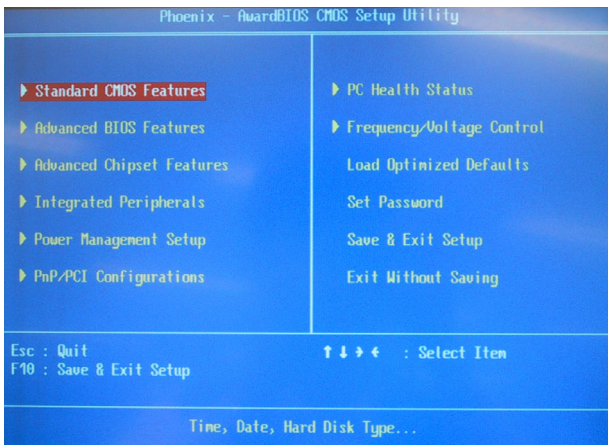 Phoenix - AwardBIOS CMOS Setup Utility
Standard CMOS Features
Advanced BIOS Features
Advanced Chipset Features
Integrated Peripherals
Power Management Setup
PnP/PCI Configurations
PC Health Status
Frequency/Voltage Control
Load Optimized Defaults
Set Password
Save & Exit Setup
Exit Without Saving
Esc : Quit
F10 : Save & Exit Setup
↑ ↓ → ← : Select Item
Time, Date, Hard Disk Type...